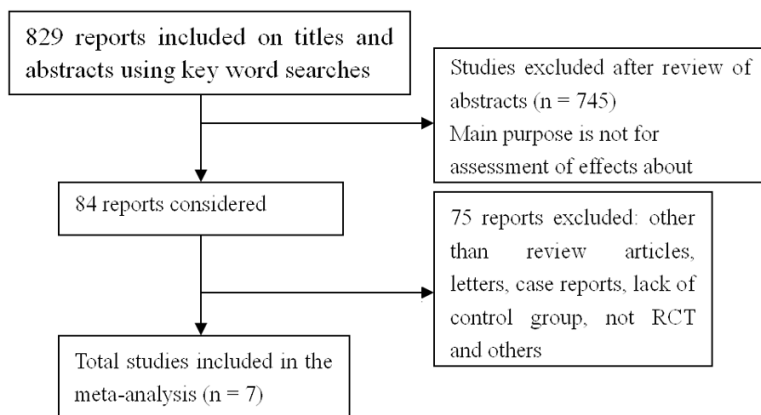 829 reports included on titles and
abstracts using key word searches
Studies excluded after review of
abstracts (n = 745)
Main purpose is not for
assessment of effects about
84 reports considered
75 reports excluded: other
than review articles,
letters, case reports, lack of
control group, not RCT
and others
Total studies included in the
meta-analysis (n = 7)